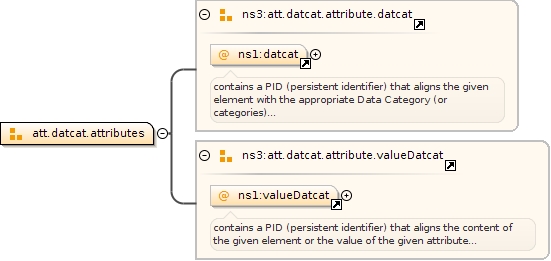 ns3:att.datcat.attribute.datcat
@ ns1:datcat
contains a PID (persistent identifier) that aligns the given
element with the appropriate Data Category (or
categories)...
att.datcat.attributes
ns3:att.datcat.attribute.valueDatcat
@ ns1:valueDatcat
contains a PID (persistent identifier) that aligns the content of
the given element or the value of the given attribute...